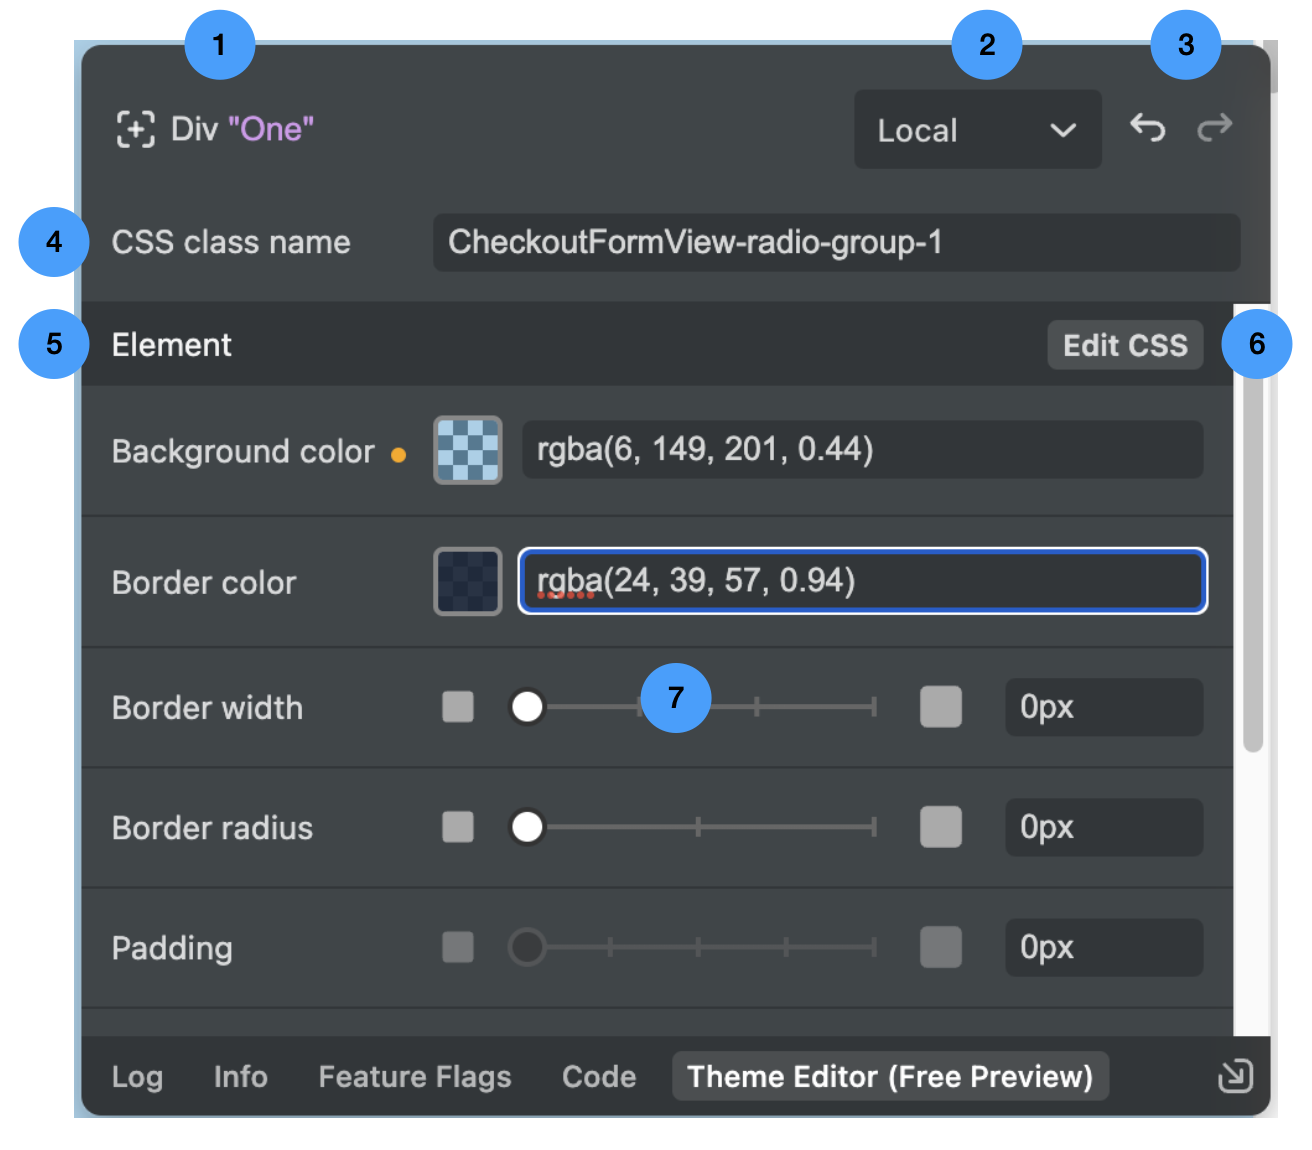 1 2 3
Div "One" Local
4 CSS class name CheckoutFormView-radio-group-1
5 Element Edit CSS 6
Background color rgba(6, 149, 201, 0.44)
Border color rgba(24, 39, 57, 0.94)
Border width 7 0px
Border radius 0px
Padding 0px
Log Info Feature Flags Code Theme Editor (Free Preview)